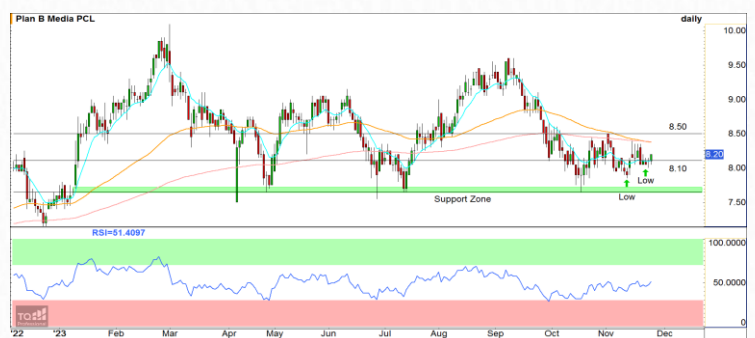 Plan B Media PCL daily
10.00
9.50
9.00
8.50
8.50
8.20
8.10
8.00
Low
Low
Support Zone
7.50
RSI=51.4097
100.0000
50.0000
0
'22 '23 Feb Mar Apr May Jun Jul Aug Sep Oct Nov Dec